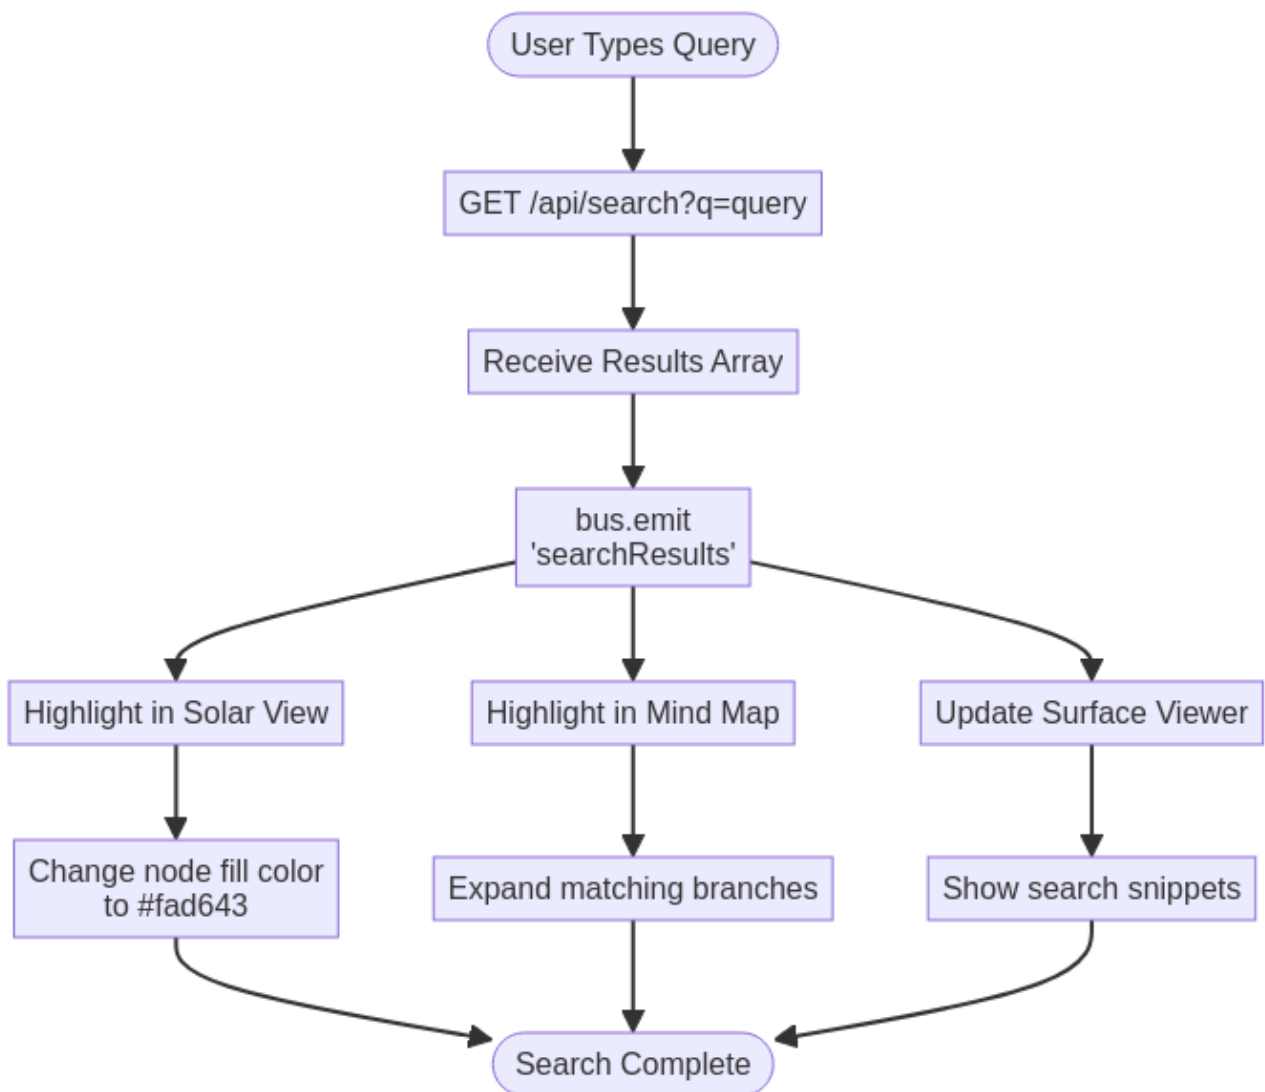 User Types Query
GET /api/search?q=query
Receive Results Array
bus.emit
'searchResults'
Highlight in Solar View
Highlight in Mind Map
Update Surface Viewer
Change node fill color
to #fad643
Expand matching branches
Show search snippets
Search Complete